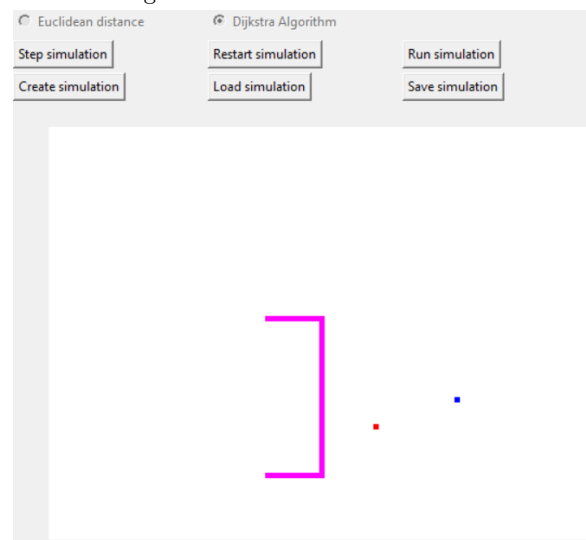 Euclidean distance Dijkstra Algorithm
Step simulation Restart simulation Run simulation
Create simulation Load simulation Save simulation